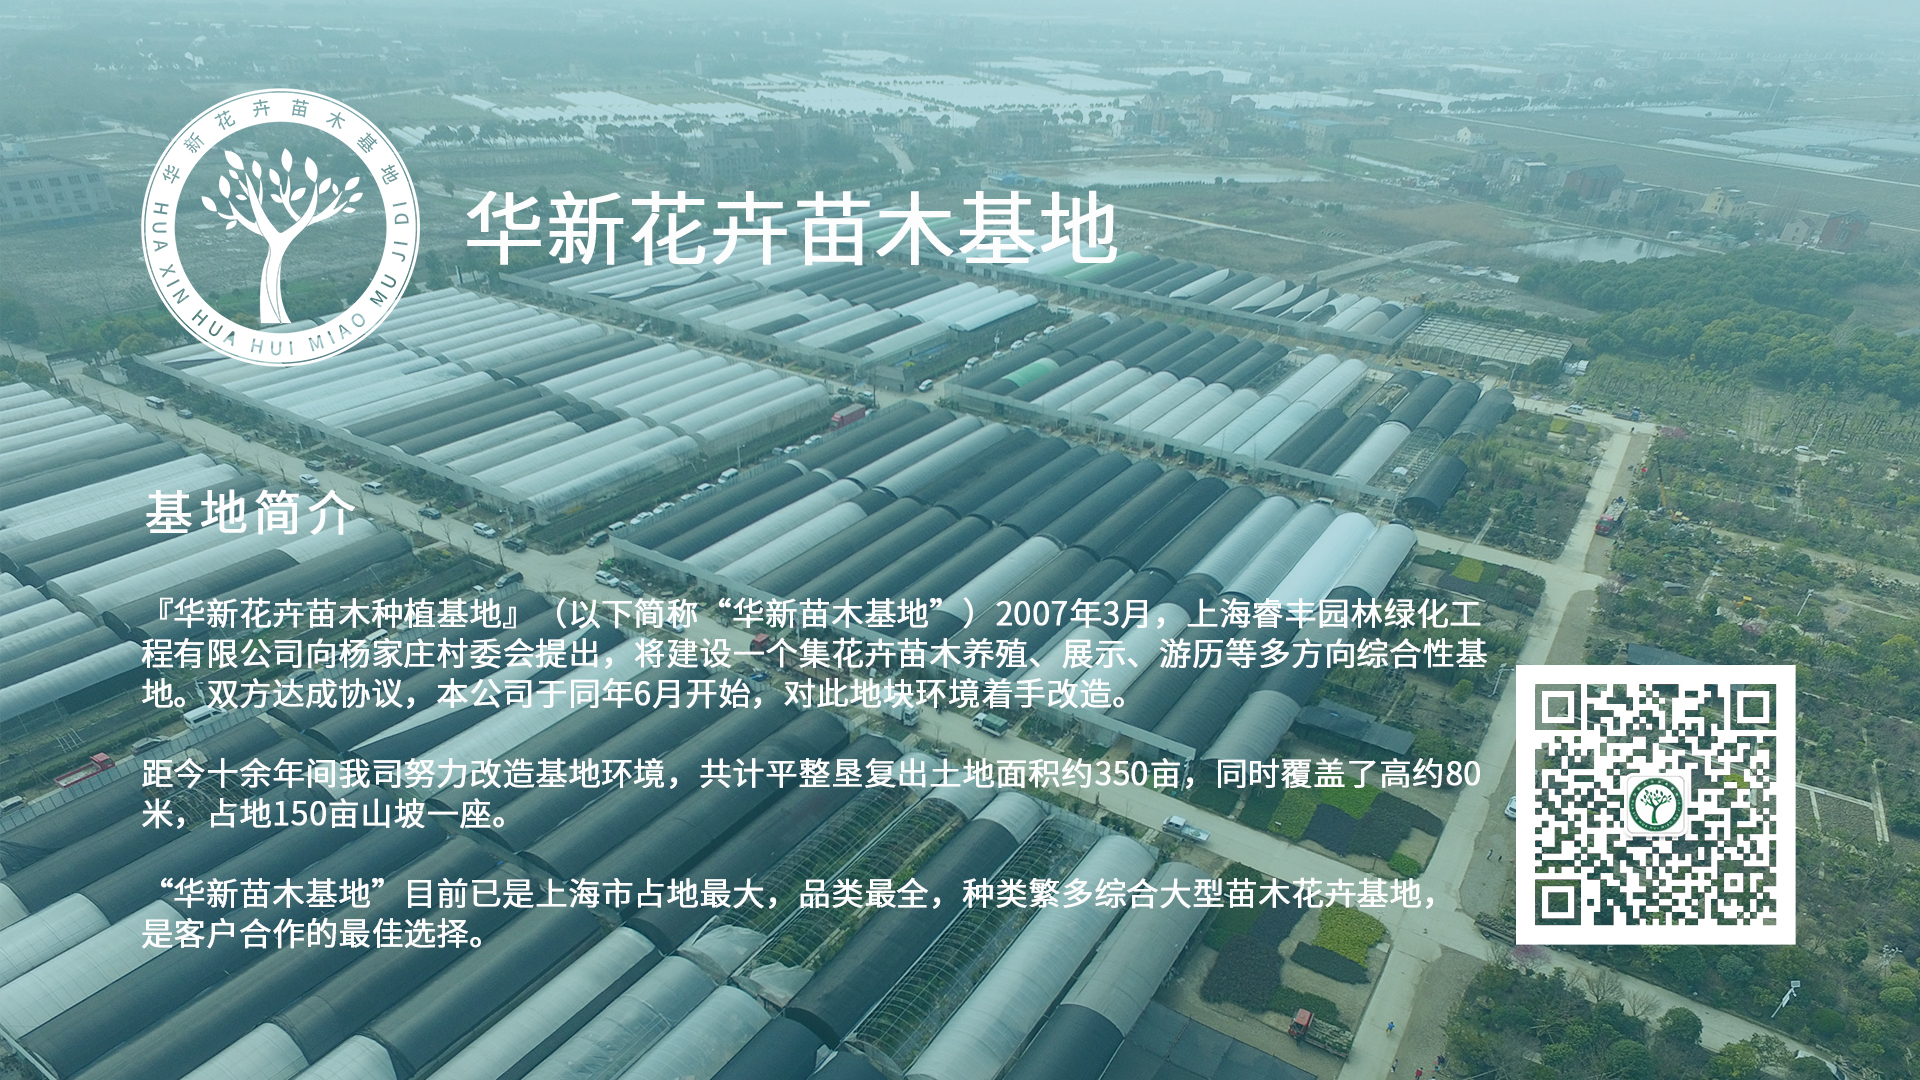 华新花卉苗木基地
HUA XIN HUA HUI MIAO MU JI DI
华新花卉苗木基地
基地简介
『华新花卉苗木种植基地』（以下简称“华新苗木基地”）2007年3月，上海睿丰园林绿化工
程有限公司向杨家庄村委会提出，将建设一个集花卉苗木养殖、展示、游历等多方向综合性基
地。双方达成协议，本公司于同年6月开始，对此地块环境着手改造。
距今十余年间我司努力改造基地环境，共计平整垦复出土地面积约350亩，同时覆盖了高约80
米，占地150亩山坡一座。
“华新苗木基地”目前已是上海市占地最大，品类最全，种类繁多综合大型苗木花卉基地，
是客户合作的最佳选择。